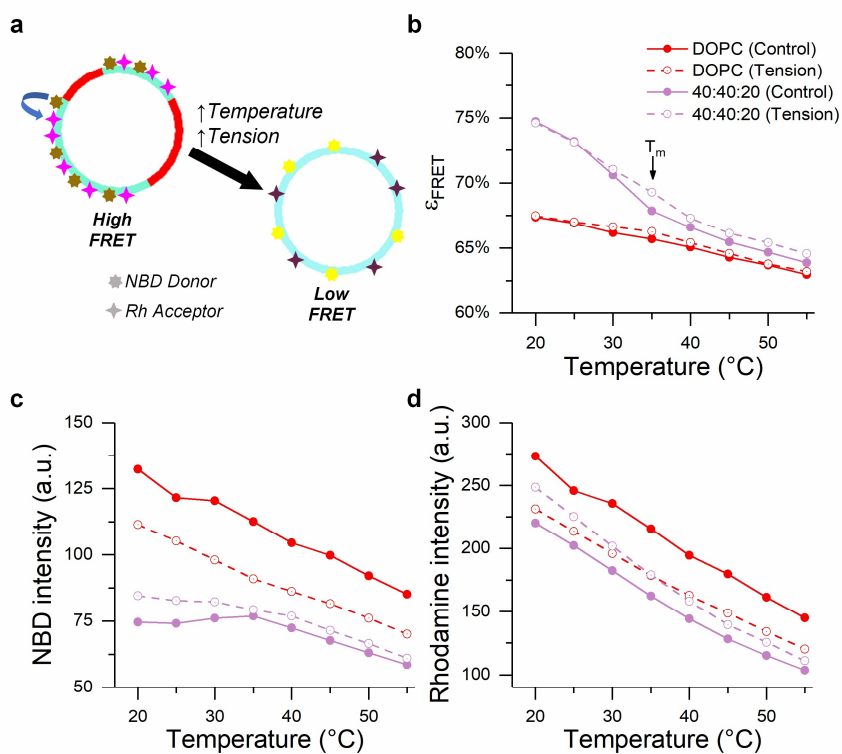 a
↑Temperature
↑Tension
High
FRET
NBD Donor
Rh Acceptor
Low
FRET
b
80%
75%
70%
65%
60%
εFRET
DOPC (Control)
DOPC (Tension)
40:40:20 (Control)
40:40:20 (Tension)
Tm
20
30
40
50
Temperature (°C)
c
150
125
100
75
50
NBD intensity (a.u.)
20
30
40
50
Temperature (°C)
d
300
250
200
150
100
Rhodamine intensity (a.u.)
20
30
40
50
Temperature (°C)